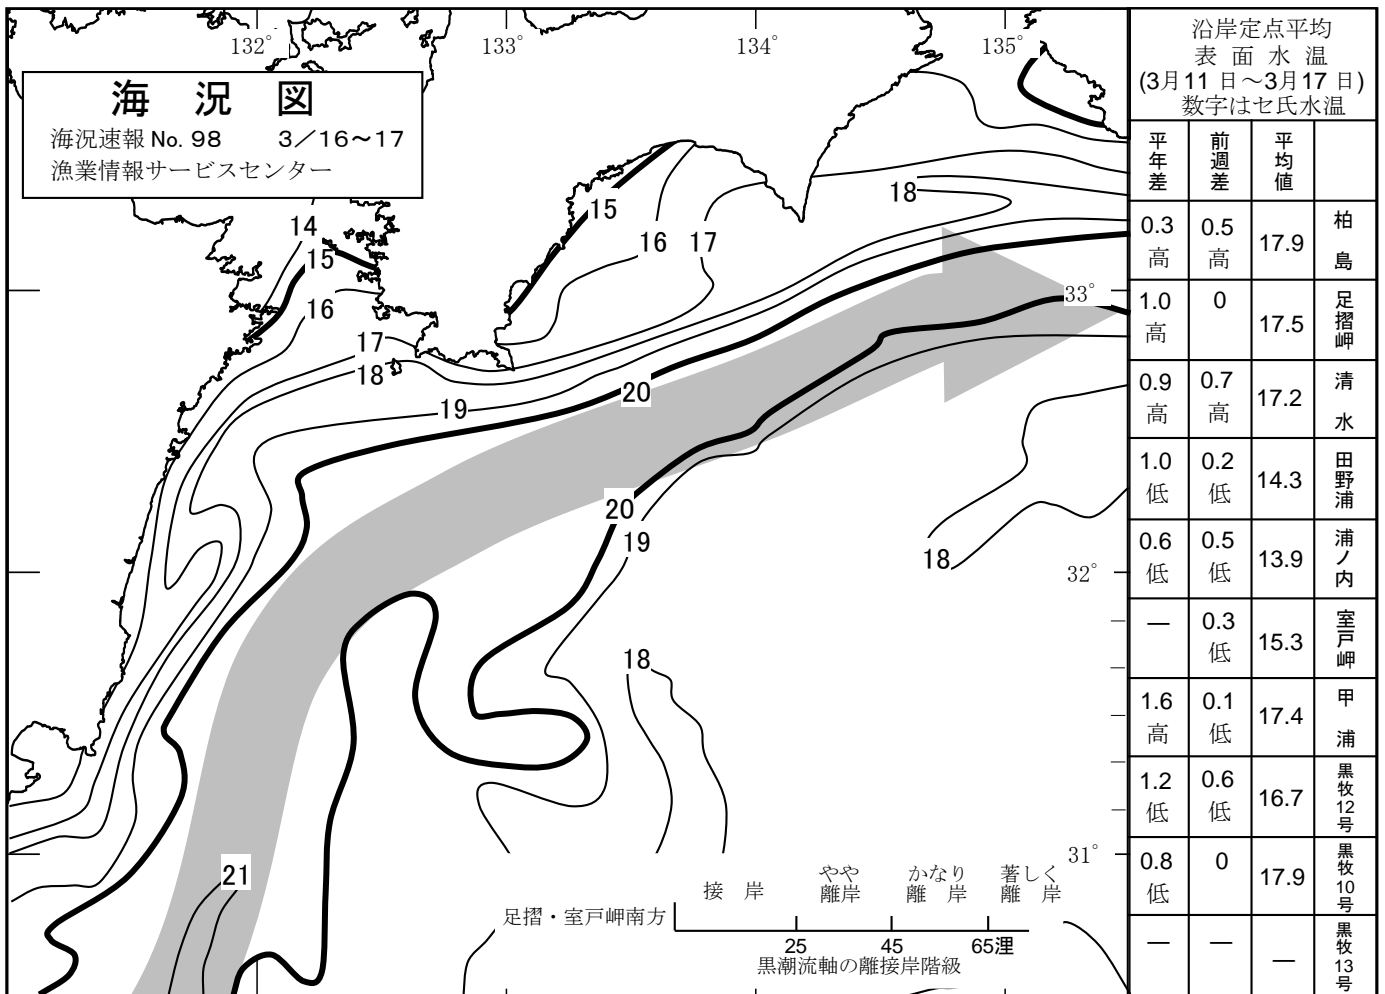 132°
133°
134°
135°
海況図
海況速報 No. 98 3／16～17
漁業情報サービスセンター
14
15
16
17
18
19
20
15
16
17
18
33°
20
19
18
32°
18
21
31°
接岸
やや離岸
かなり離岸
著しく離岸
足摺・室戸岬南方
25 45 65浬
黒潮流軸の離接岸階級
沿岸定点平均
表面水温
(3月11日～3月17日)
数字はセ氏水温
平年差 前週差 平均値
0.3高 0.5高 17.9 柏島
1.0高 0 17.5 足摺岬
0.9高 0.7高 17.2 清水
1.0低 0.2低 14.3 田野浦
0.6低 0.5低 13.9 浦ノ内
― 0.3低 15.3 室戸岬
1.6高 0.1低 17.4 甲浦
1.2低 0.6低 16.7 黒牧12号
0.8低 0 17.9 黒牧10号
― ― ― 黒牧13号